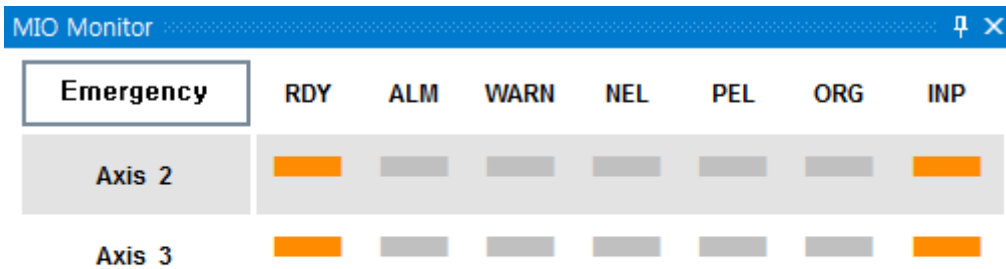 MIO Monitor
Emergency RDY ALM WARN NEL PEL ORG INP
Axis 2
Axis 3